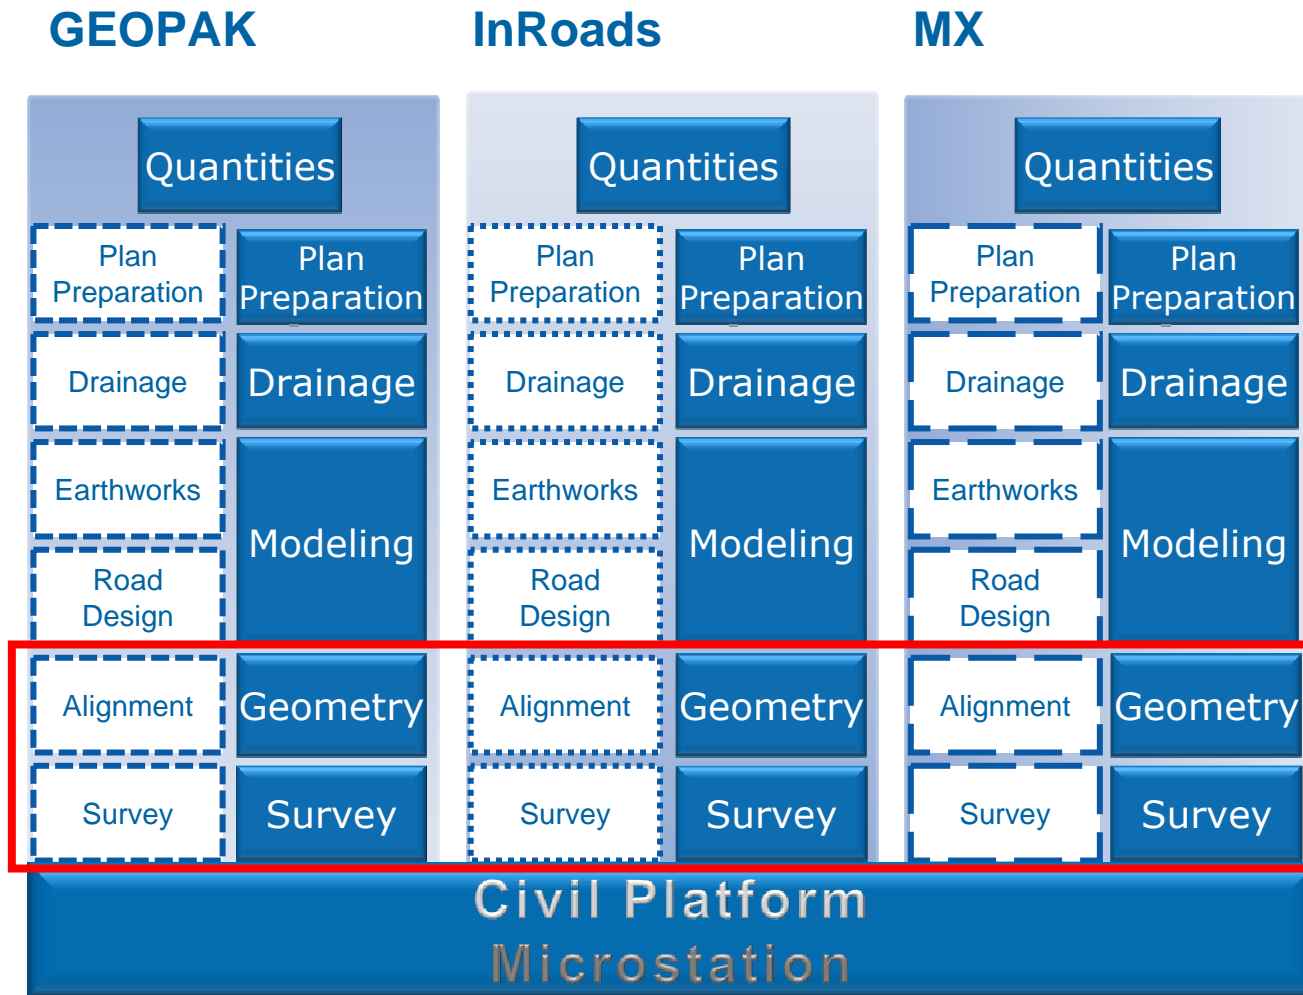 GEOPAK
InRoads
MX
Quantities
Quantities
Quantities
Plan
Preparation
Plan
Preparation
Plan
Preparation
Plan
Preparation
Plan
Preparation
Plan
Preparation
Drainage
Drainage
Drainage
Drainage
Drainage
Drainage
Earthworks
Modeling
Earthworks
Modeling
Earthworks
Modeling
Road
Design
Road
Design
Road
Design
Alignment
Geometry
Alignment
Geometry
Alignment
Geometry
Survey
Survey
Survey
Survey
Survey
Survey
Civil Platform
Microstation